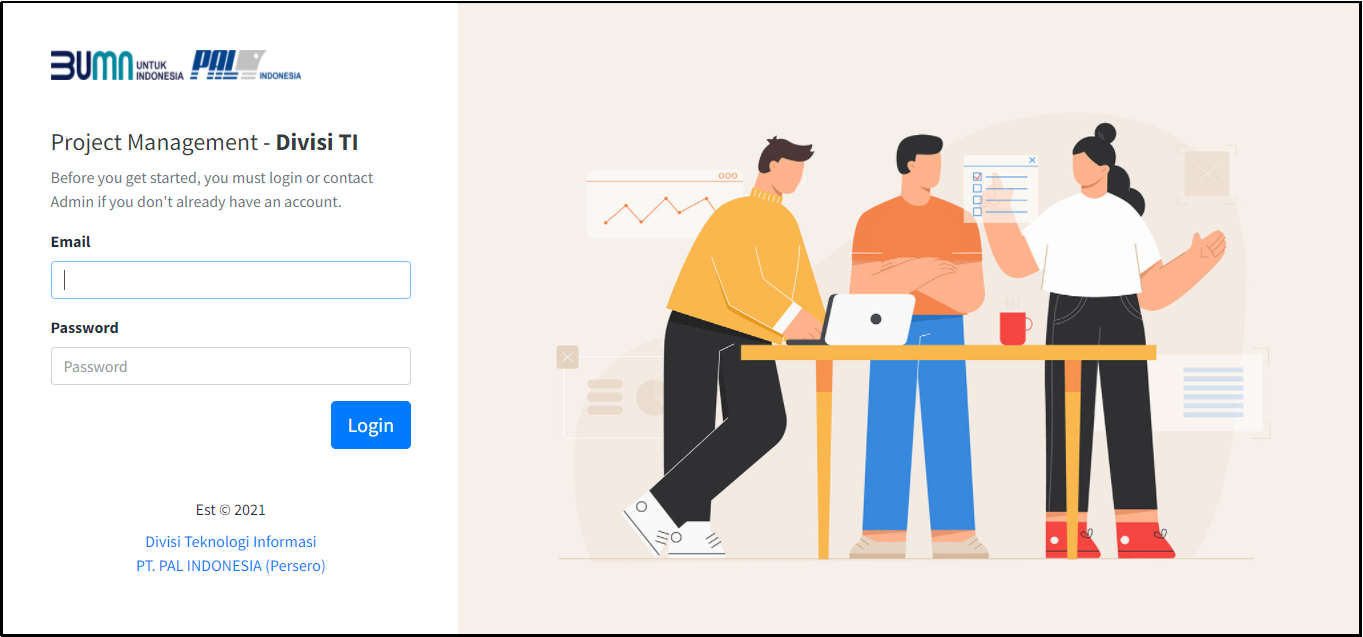 BUMN UNTUK INDONESIA PAL INDONESIA
Project Management - Divisi TI
Before you get started, you must login or contact
Admin if you don't already have an account.
Email
Password
Password
Login
Est © 2021
Divisi Teknologi Informasi
PT. PAL INDONESIA (Persero)